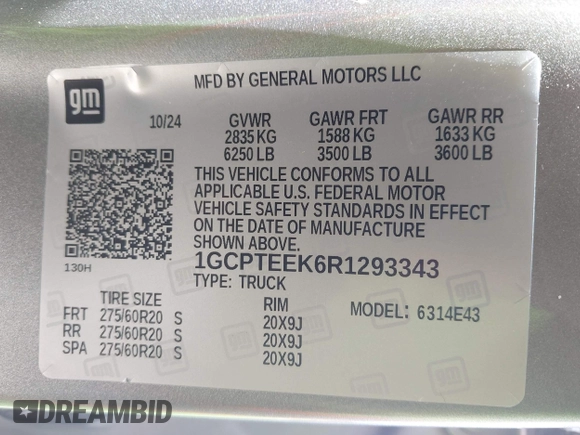 gm
MFD BY GENERAL MOTORS LLC
10/24 GVWR GAWR FRT GAWR RR
2835 KG 1588 KG 1633 KG
6250 LB 3500 LB 3600 LB
THIS VEHICLE CONFORMS TO ALL
APPLICABLE U.S. FEDERAL MOTOR
VEHICLE SAFETY STANDARDS IN EFFECT
ON THE DATE OF MANUFACTURE
SHOWN ABOVE.
130H
1GCPTEEK6R1293343
TYPE: TRUCK
TIRE SIZE RIM MODEL: 6314E43
FRT 275/60R20 S 20X9J
RR 275/60R20 S 20X9J
SPA 275/60R20 S 20X9J
DREAMBID